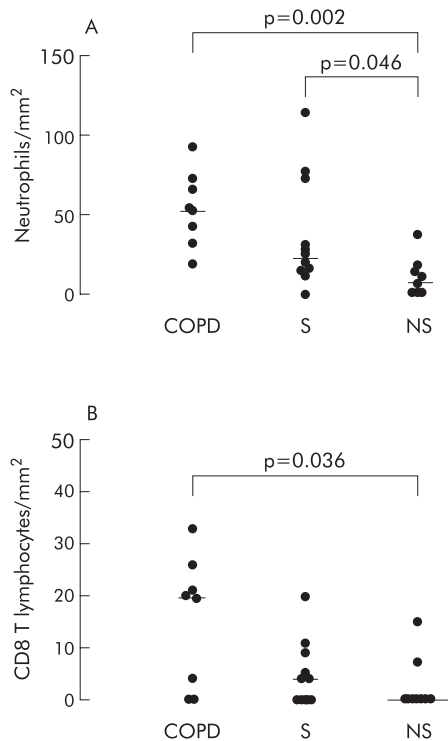 A
p=0.002
p=0.046
150
100
50
0
Neutrophils/mm²
COPD S NS
B
p=0.036
50
40
30
20
10
0
CD8 T lymphocytes/mm²
COPD S NS